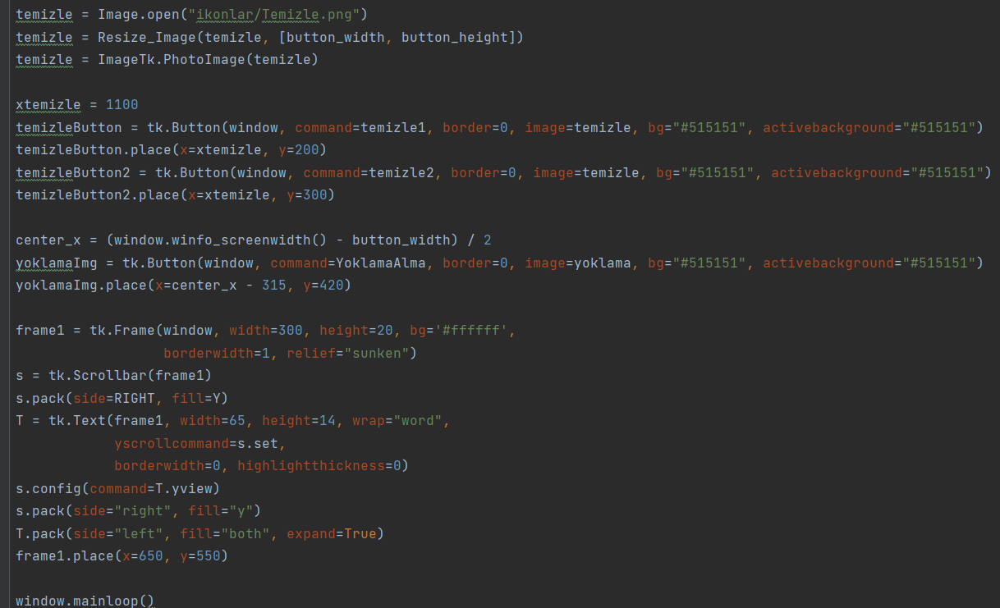 temizle = Image.open("ikonlar/Temizle.png")
temizle = Resize_Image(temizle, [button_width, button_height])
temizle = ImageTk.PhotoImage(temizle)
xtemizle = 1100
temizleButton = tk.Button(window, command=temizle1, border=0, image=temizle, bg="#515151", activebackground="#515151")
temizleButton.place(x=xtemizle, y=200)
temizleButton2 = tk.Button(window, command=temizle2, border=0, image=temizle, bg="#515151", activebackground="#515151")
temizleButton2.place(x=xtemizle, y=300)
center_x = (window.winfo_screenwidth() - button_width) / 2
yoklamaImg = tk.Button(window, command=YoklamaAlma, border=0, image=yoklama, bg="#515151", activebackground="#515151")
yoklamaImg.place(x=center_x - 315, y=420)
frame1 = tk.Frame(window, width=300, height=20, bg='#ffffff',
borderwidth=1, relief="sunken")
s = tk.Scrollbar(frame1)
s.pack(side=RIGHT, fill=Y)
T = tk.Text(frame1, width=65, height=14, wrap="word",
yscrollcommand=s.set,
borderwidth=0, highlightthickness=0)
s.config(command=T.yview)
s.pack(side="right", fill="y")
T.pack(side="left", fill="both", expand=True)
frame1.place(x=650, y=550)
window.mainloop()